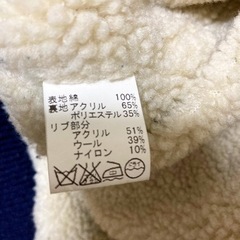 表地 綿 100%
裏地 アクリル 65%
ポリエステル 35%
リブ部分
アクリル 51%
ウール 39%
ナイロン 10%